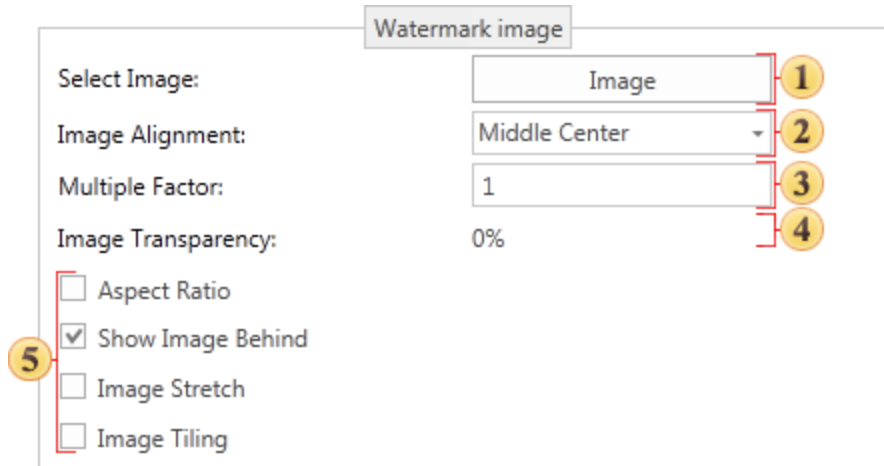 Watermark image
Select Image: Image 1
Image Alignment: Middle Center 2
Multiple Factor: 1 3
Image Transparency: 0% 4
Aspect Ratio
Show Image Behind
5
Image Stretch
Image Tiling